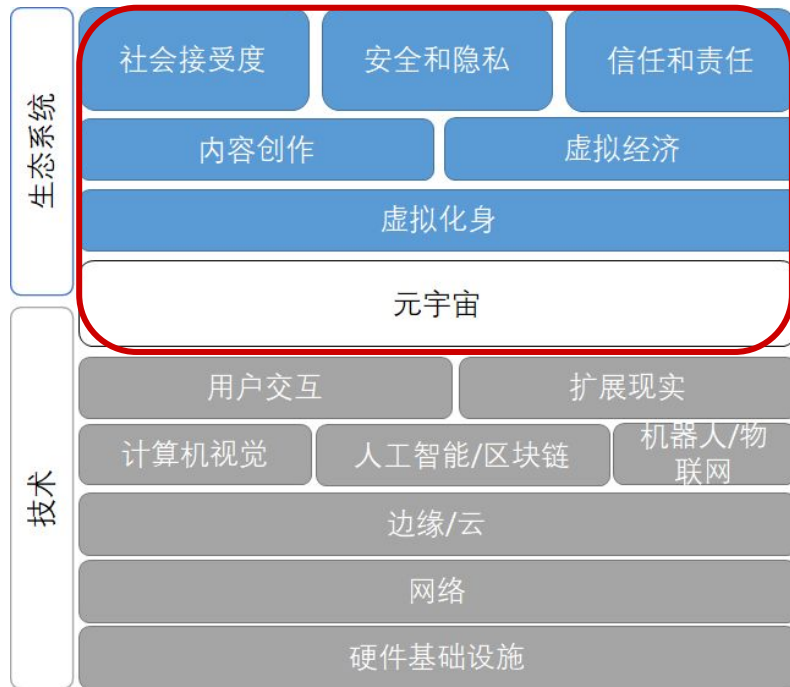 生态系统
社会接受度
安全和隐私
信任和责任
内容创作
虚拟经济
虚拟化身
元宇宙
技术
用户交互
扩展现实
计算机视觉
人工智能/区块链
机器人/物
联网
边缘/云
网络
硬件基础设施